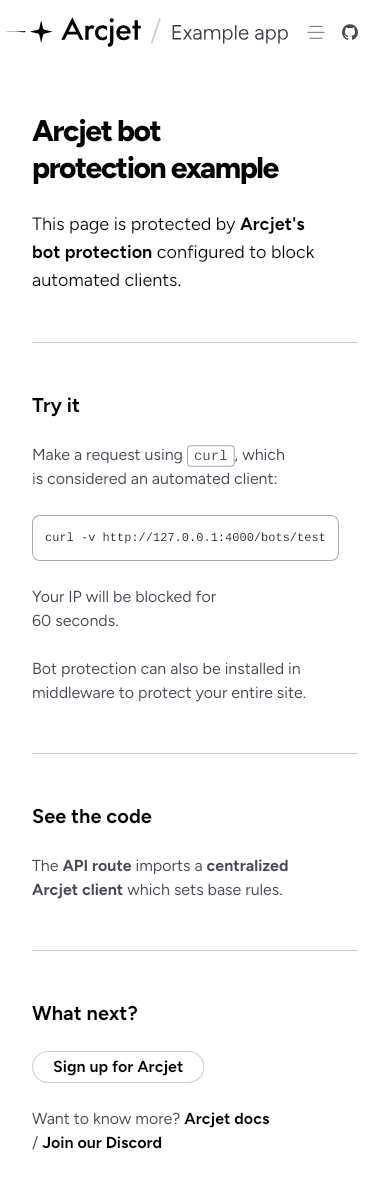 Arcjet / Example app
Arcjet bot
protection example
This page is protected by Arcjet's
bot protection configured to block
automated clients.
Try it
Make a request using curl, which
is considered an automated client:
curl -v http://127.0.0.1:4000/bots/test
Your IP will be blocked for
60 seconds.
Bot protection can also be installed in
middleware to protect your entire site.
See the code
The API route imports a centralized
Arcjet client which sets base rules.
What next?
Sign up for Arcjet
Want to know more? Arcjet docs
/ Join our Discord